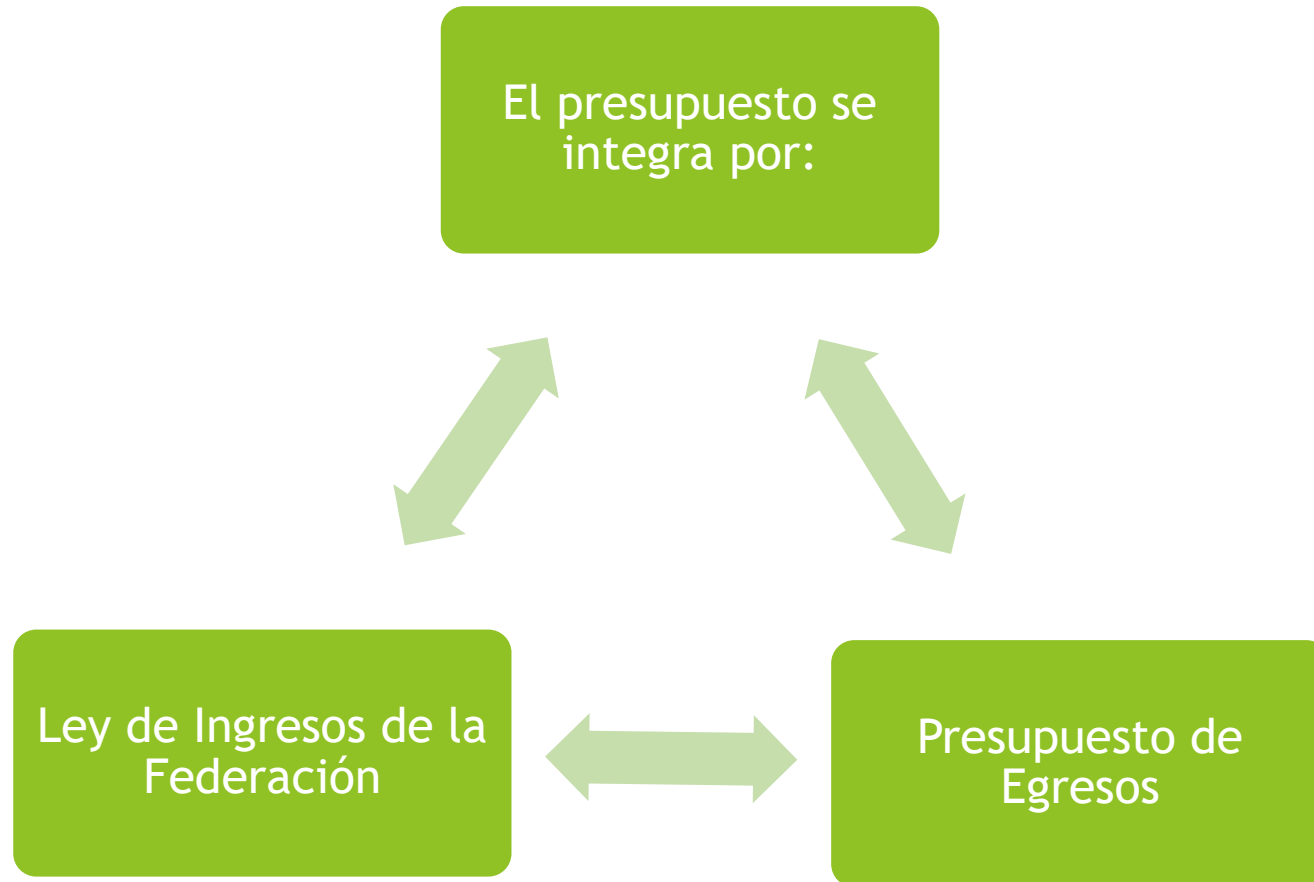 El presupuesto se
integra por:
Ley de Ingresos de la
Federación
Presupuesto de
Egresos